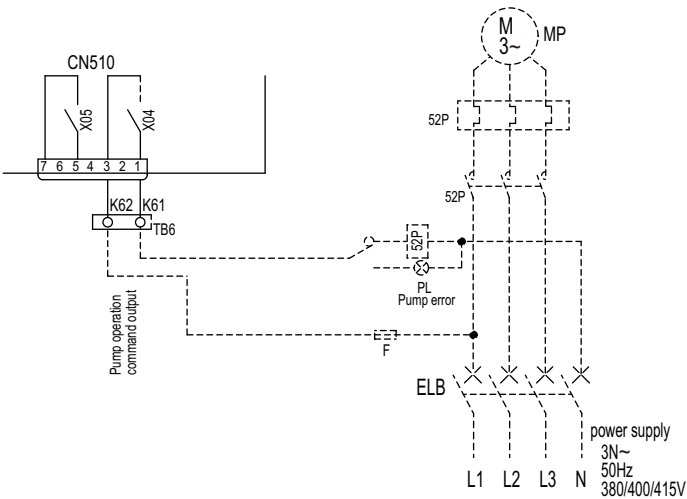 M
3~
MP
CN510
X05
X04
52P
7 6 5 4 3 2 1
K62 K61
TB6
52P
52P
PL
Pump error
Pump operation
command output
F
ELB
L1 L2 L3 N
power supply
3N~
50Hz
380/400/415V